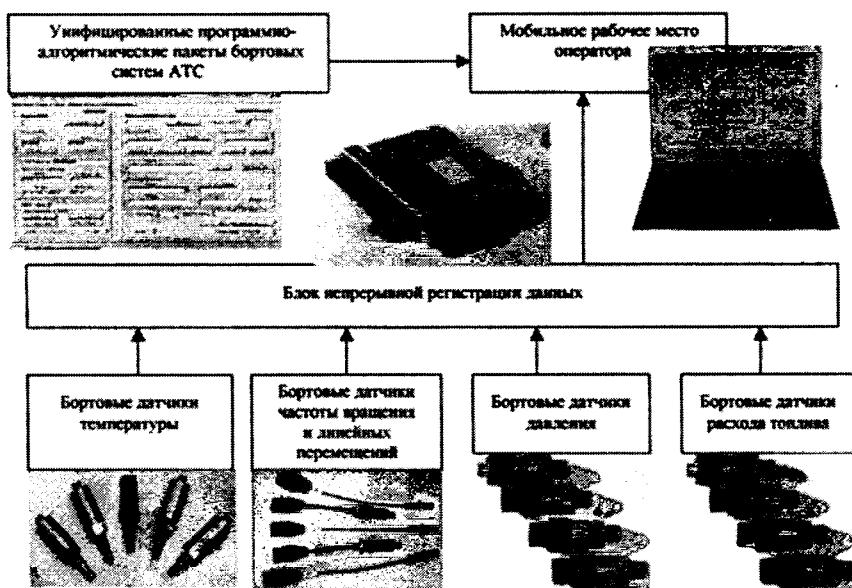 Унифицированные программно-
алгоритмические пакеты бортовых
систем АТС
Мобильное рабочее место
оператора
Блок непрерывной регистрации данных
Бортовые датчики
температуры
Бортовые датчики
частоты вращения
и линейных
перемещений
Бортовые датчики
давления
Бортовые датчики
расхода топлива